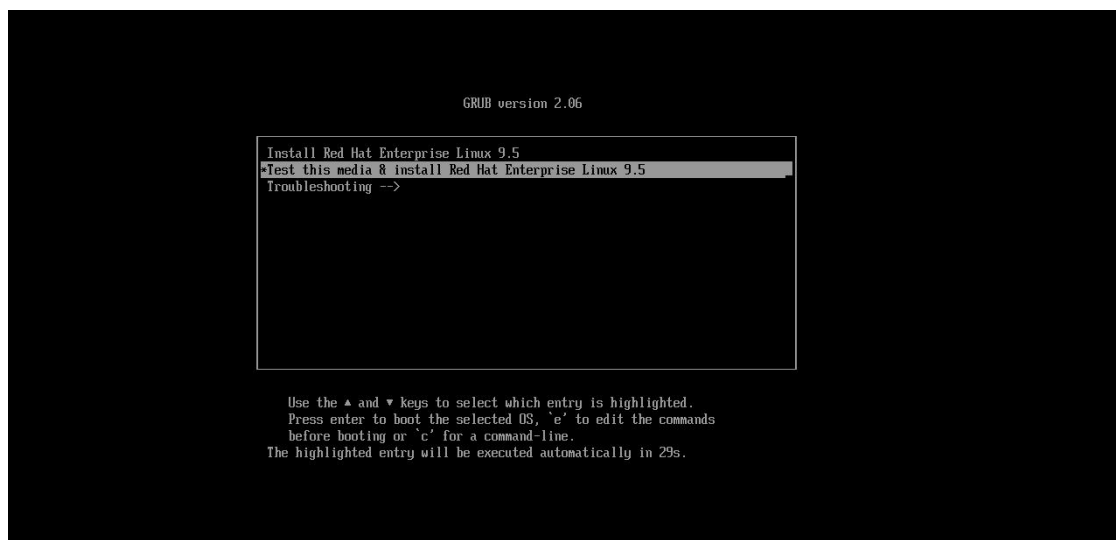 GRUB version 2.06
Install Red Hat Enterprise Linux 9.5
*Test this media & install Red Hat Enterprise Linux 9.5
Troubleshooting -->
Use the ▲ and ▼ keys to select which entry is highlighted.
Press enter to boot the selected OS, `e' to edit the commands
before booting or `c' for a command-line.
The highlighted entry will be executed automatically in 29s.